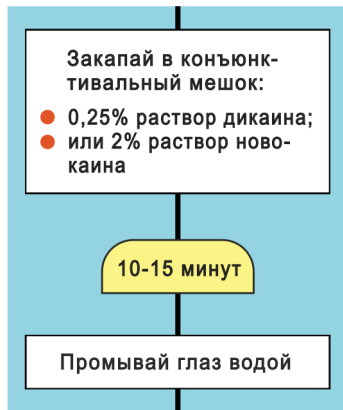 Закапай в конъюнк-
тивальный мешок:
0,25% раствор дикаина;
или 2% раствор ново-
каина
10-15 минут
Промывай глаз водой